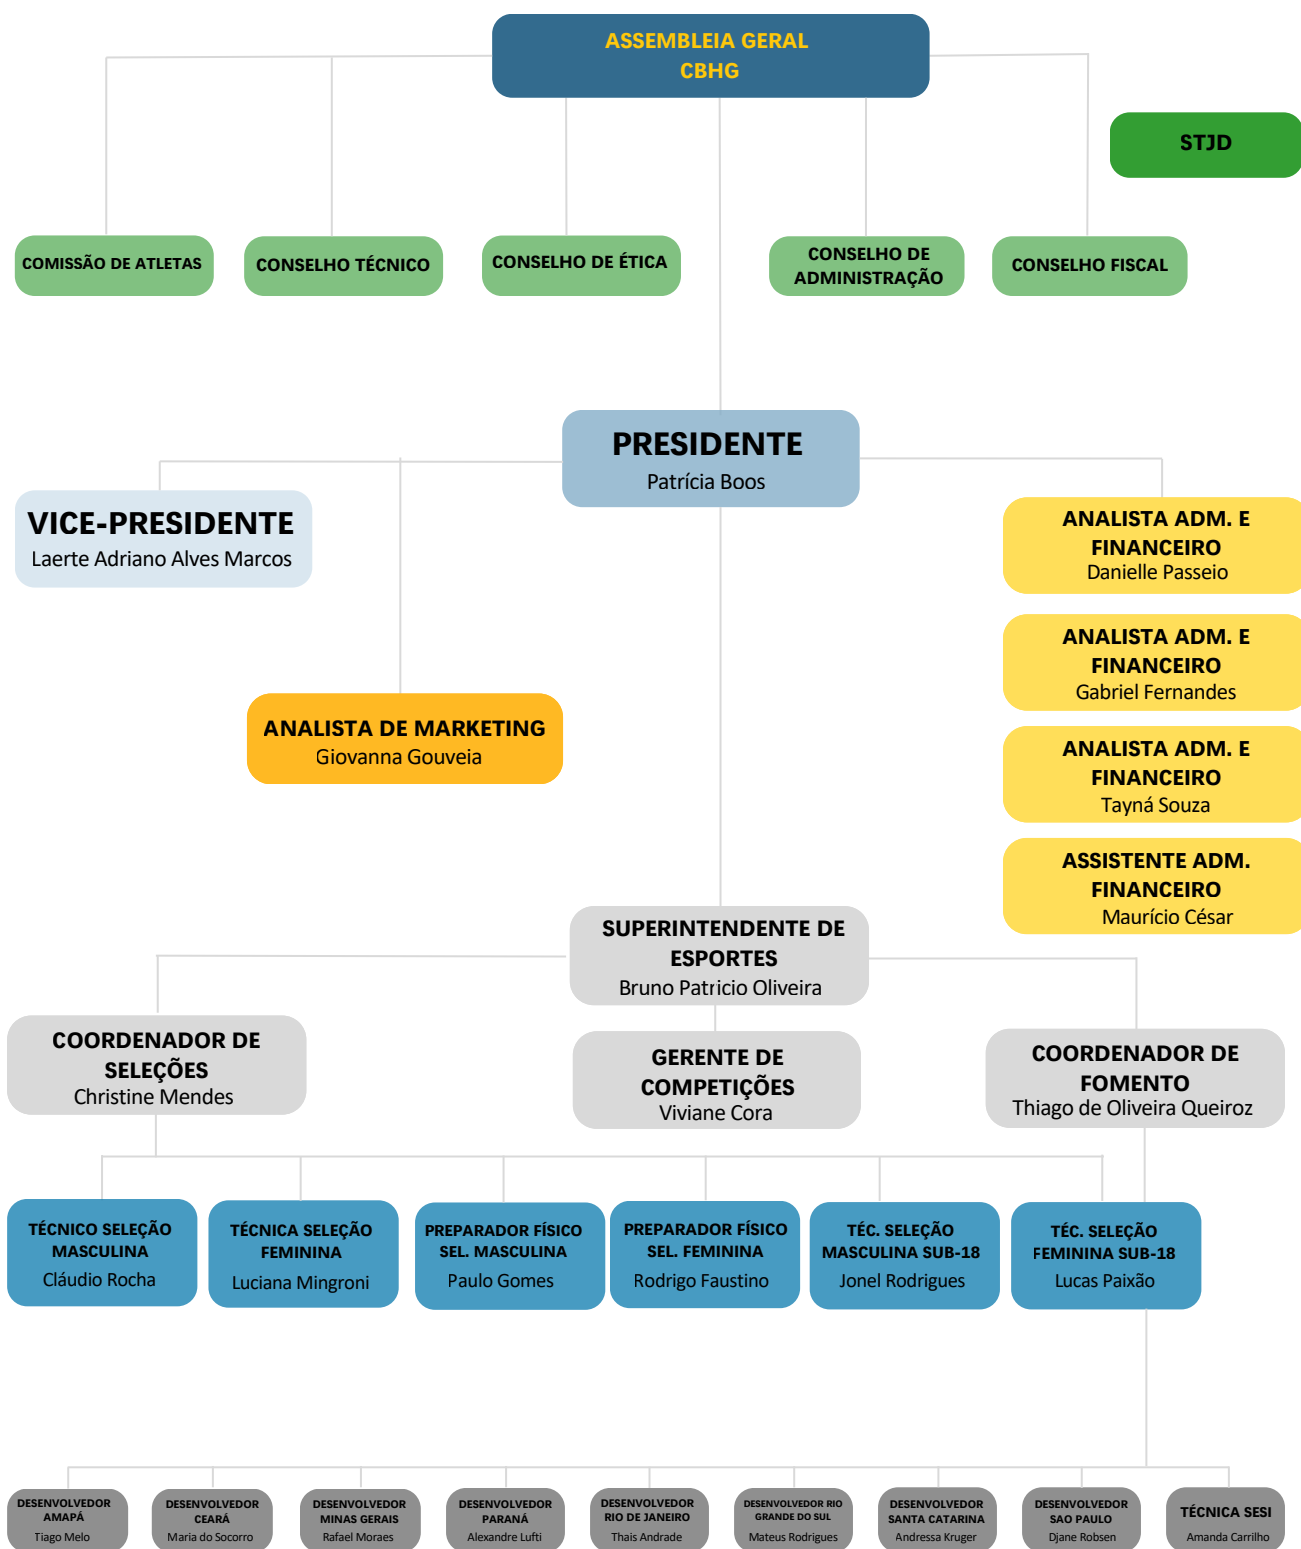 ASSEMBLEIA GERAL
CBHG
STJD
COMISSÃO DE ATLETAS
CONSELHO TÉCNICO
CONSELHO DE ÉTICA
CONSELHO DE
ADMINISTRAÇÃO
CONSELHO FISCAL
PRESIDENTE
Patrícia Boos
VICE-PRESIDENTE
Laerte Adriano Alves Marcos
ANALISTA ADM. E
FINANCEIRO
Danielle Passeio
ANALISTA ADM. E
FINANCEIRO
Gabriel Fernandes
ANALISTA DE MARKETING
Giovanna Gouveia
ANALISTA ADM. E
FINANCEIRO
Tayná Souza
ASSISTENTE ADM.
FINANCEIRO
Maurício César
SUPERINTENDENTE DE
ESPORTES
Bruno Patricio Oliveira
COORDENADOR DE
SELEÇÕES
Christine Mendes
GERENTE DE
COMPETIÇÕES
Viviane Cora
COORDENADOR DE
FOMENTO
Thiago de Oliveira Queiroz
TÉCNICO SELEÇÃO
MASCULINA
Cláudio Rocha
TÉCNICA SELEÇÃO
FEMININA
Luciana Mingroni
PREPARADOR FÍSICO
SEL. MASCULINA
Paulo Gomes
PREPARADOR FÍSICO
SEL. FEMININA
Rodrigo Faustino
TÉC. SELEÇÃO
MASCULINA SUB-18
Jonel Rodrigues
TÉC. SELEÇÃO
FEMININA SUB-18
Lucas Paixão
DESENVOLVEDOR
AMAPÁ
Tiago Melo
DESENVOLVEDOR
CEARÁ
Maria do Socorro
DESENVOLVEDOR
MINAS GERAIS
Rafael Moraes
DESENVOLVEDOR
PARANÁ
Alexandre Lufti
DESENVOLVEDOR
RIO DE JANEIRO
Thais Andrade
DESENVOLVEDOR RIO
GRANDE DO SUL
Mateus Rodrigues
DESENVOLVEDOR
SANTA CATARINA
Andressa Kruger
DESENVOLVEDOR
SAO PAULO
Djane Robsen
TÉCNICA SESI
Amanda Carrilho